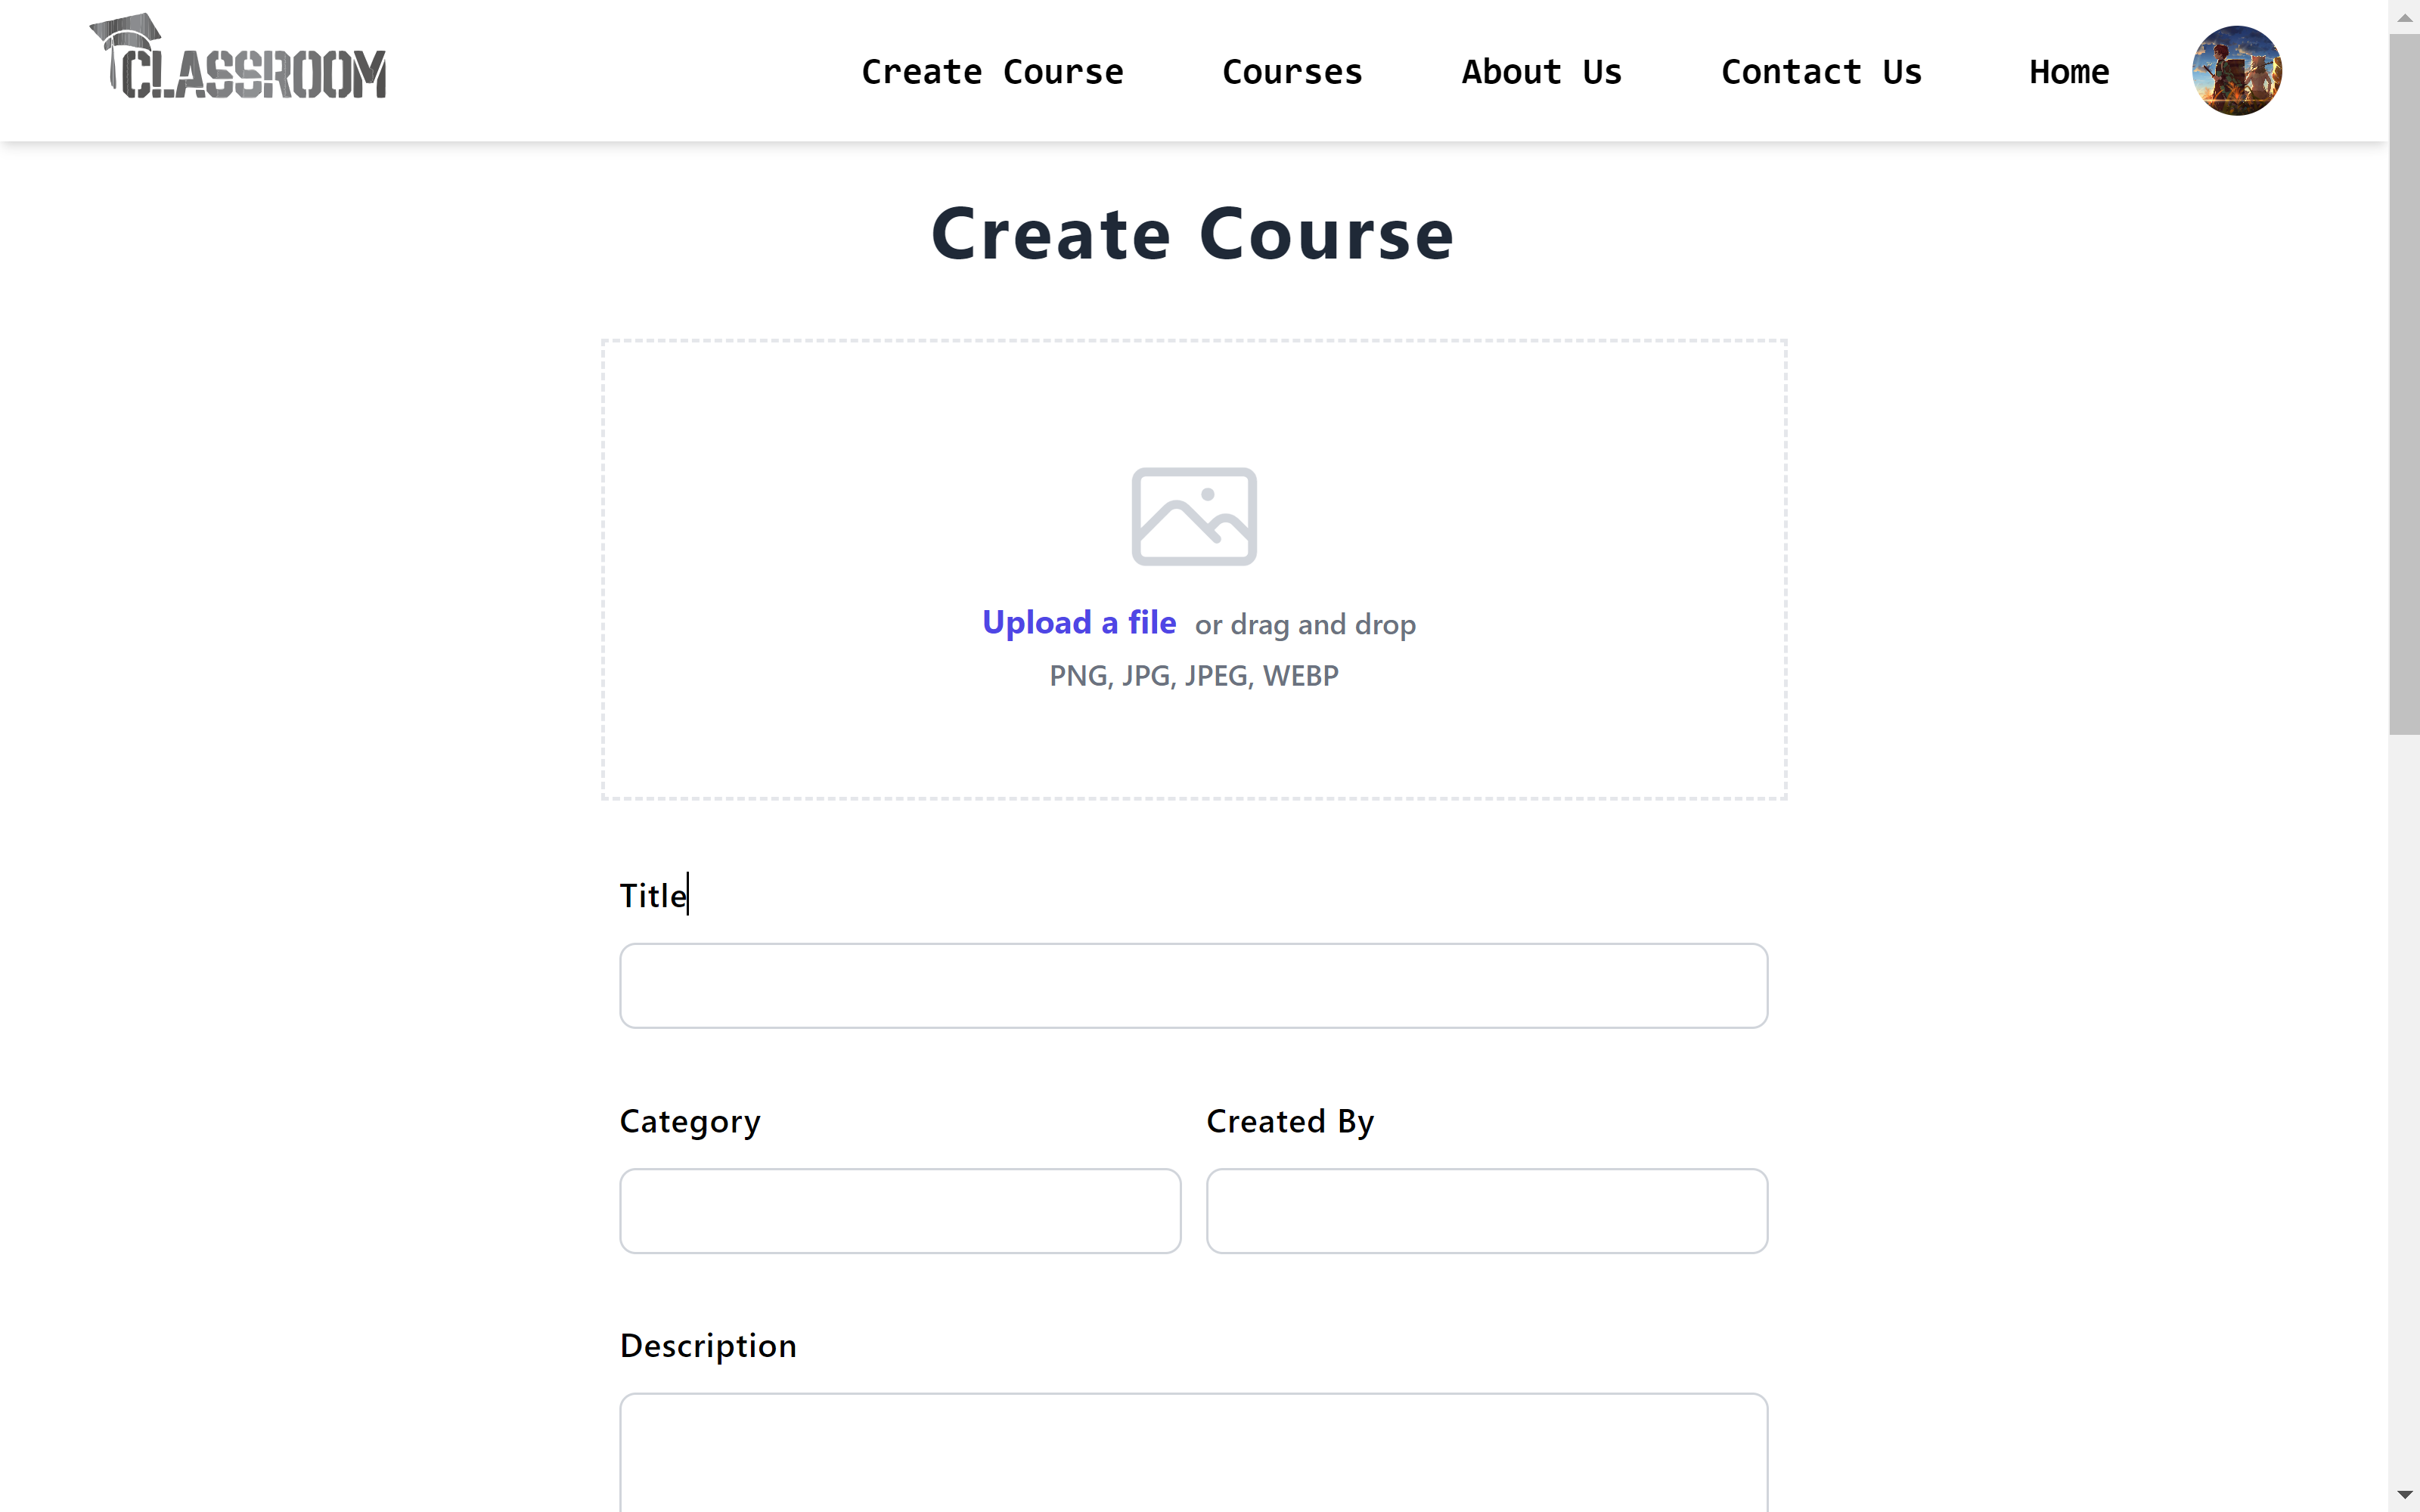 CLASSROOM
Create Course Courses About Us Contact Us Home
Create Course
Upload a file or drag and drop
PNG, JPG, JPEG, WEBP
Title
Category Created By
Description